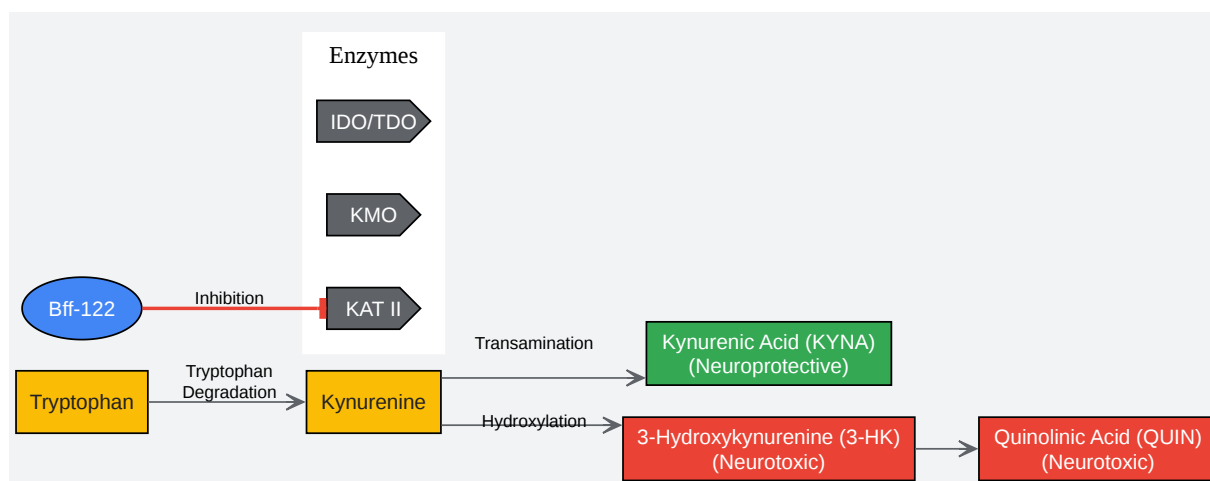 Enzymes
IDO/TDO
KMO
Bff-122
Inhibition
KAT II
Transamination
Kynurenic Acid (KYNA)
(Neuroprotective)
Tryptophan
Tryptophan
Degradation
Kynurenine
Hydroxylation
3-Hydroxykynurenine (3-HK)
(Neurotoxic)
Quinolinic Acid (QUIN)
(Neurotoxic)